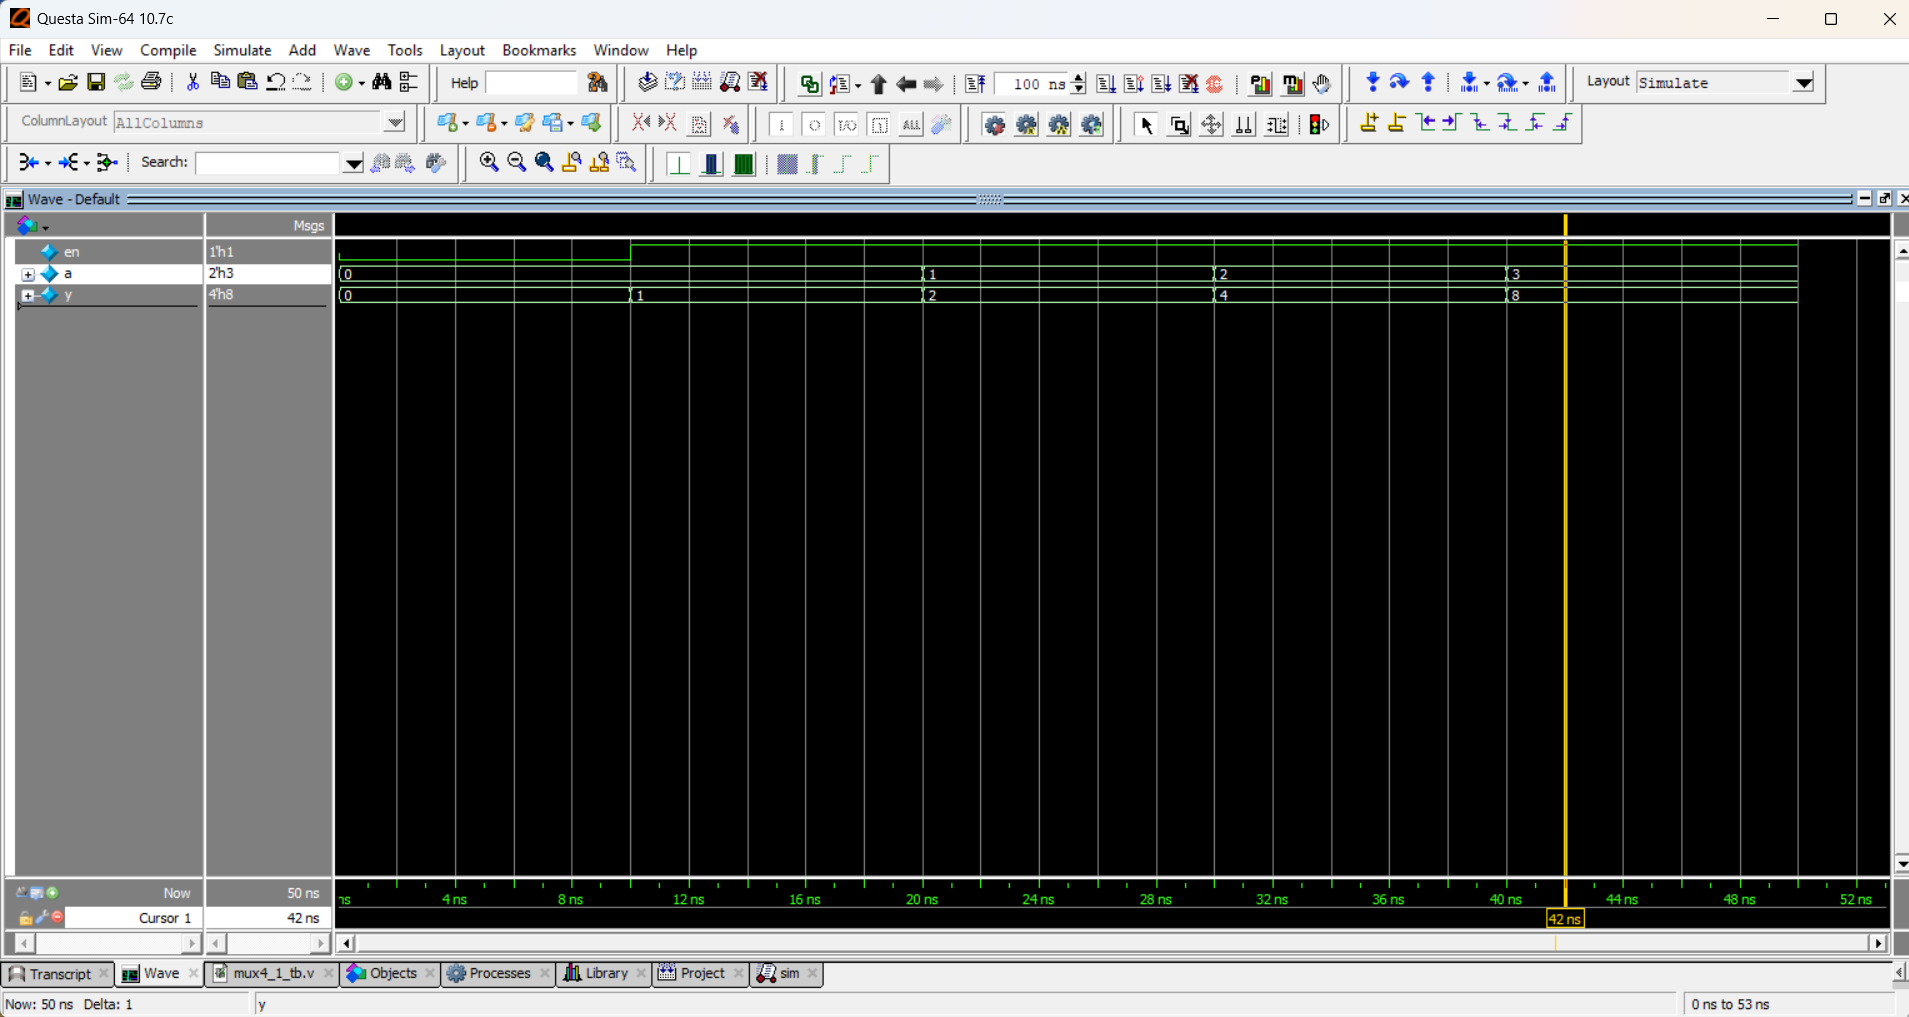 Questa Sim-64 10.7c
File Edit View Compile Simulate Add Wave Tools Layout Bookmarks Window Help
Help 100 ns Layout Simulate
ColumnLayout AllColumns
Search:
Wave - Default
Msgs
en 1'h1
a 2'h3 0 1 2 3
y 4'h8 0 1 2 4 8
Now 50 ns ns 4 ns 8 ns 12 ns 16 ns 20 ns 24 ns 28 ns 32 ns 36 ns 40 ns 44 ns 48 ns 52 ns
Cursor 1 42 ns 42 ns
Transcript Wave mux4_1_tb.v Objects Processes Library Project sim
Now: 50 ns Delta: 1 y 0 ns to 53 ns